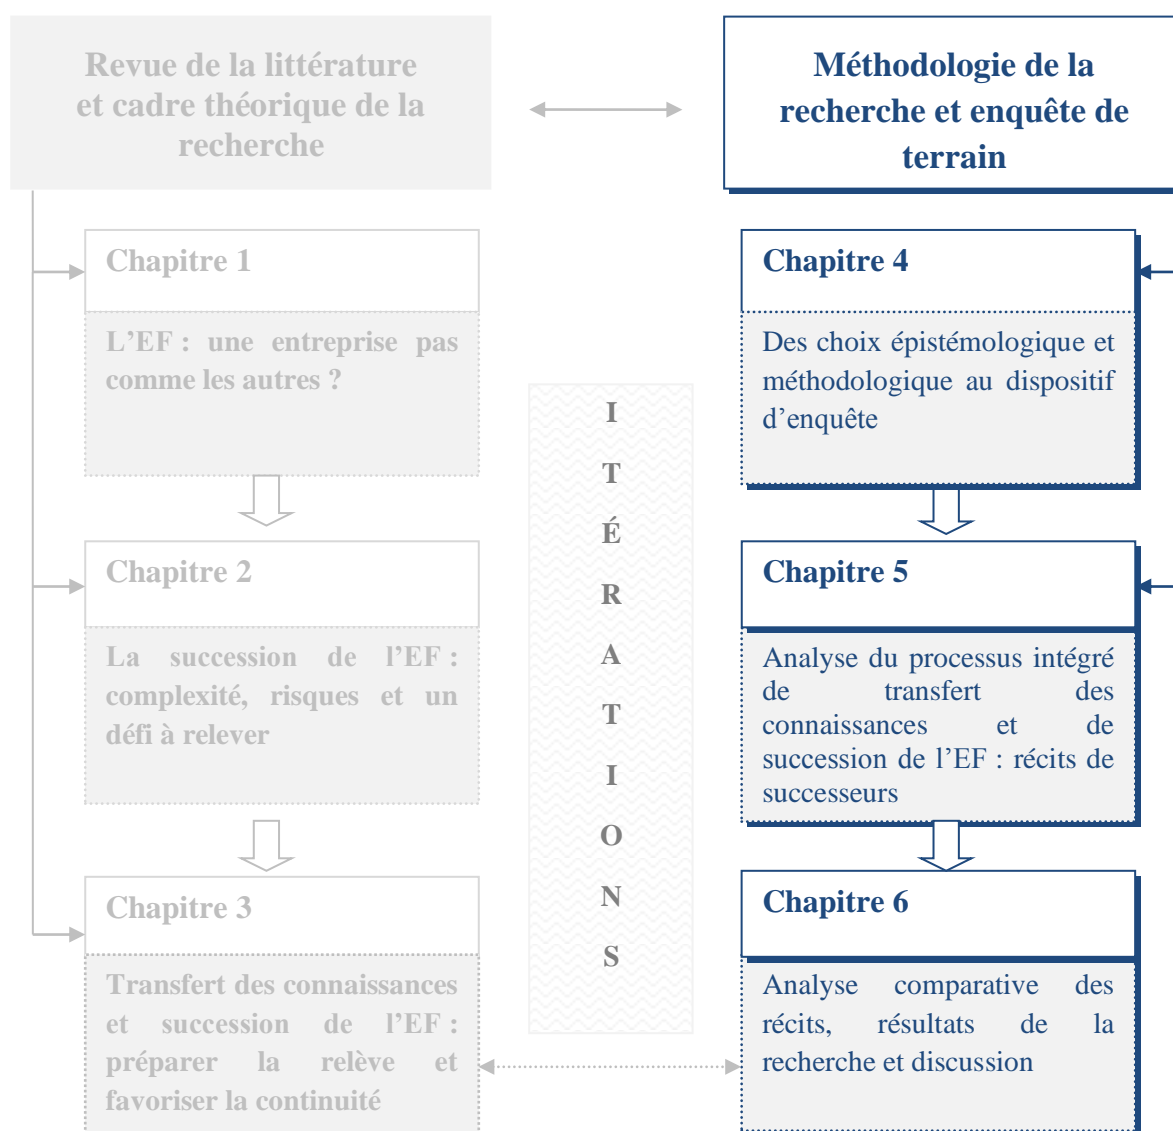 Revue de la littérature
et cadre théorique de la
recherche
Méthodologie de la
recherche et enquête de
terrain
Chapitre 1
L’EF : une entreprise pas
comme les autres ?
Chapitre 2
La succession de l’EF :
complexité, risques et un
défi à relever
Chapitre 3
Transfert des connaissances
et succession de l’EF :
préparer la relève et
favoriser la continuité
I
T
É
R
A
T
I
O
N
S
Chapitre 4
Des choix épistémologique et
méthodologique au dispositif
d’enquête
Chapitre 5
Analyse du processus intégré
de transfert des
connaissances et de
succession de l’EF : récits de
successeurs
Chapitre 6
Analyse comparative des
récits, résultats de la
recherche et discussion